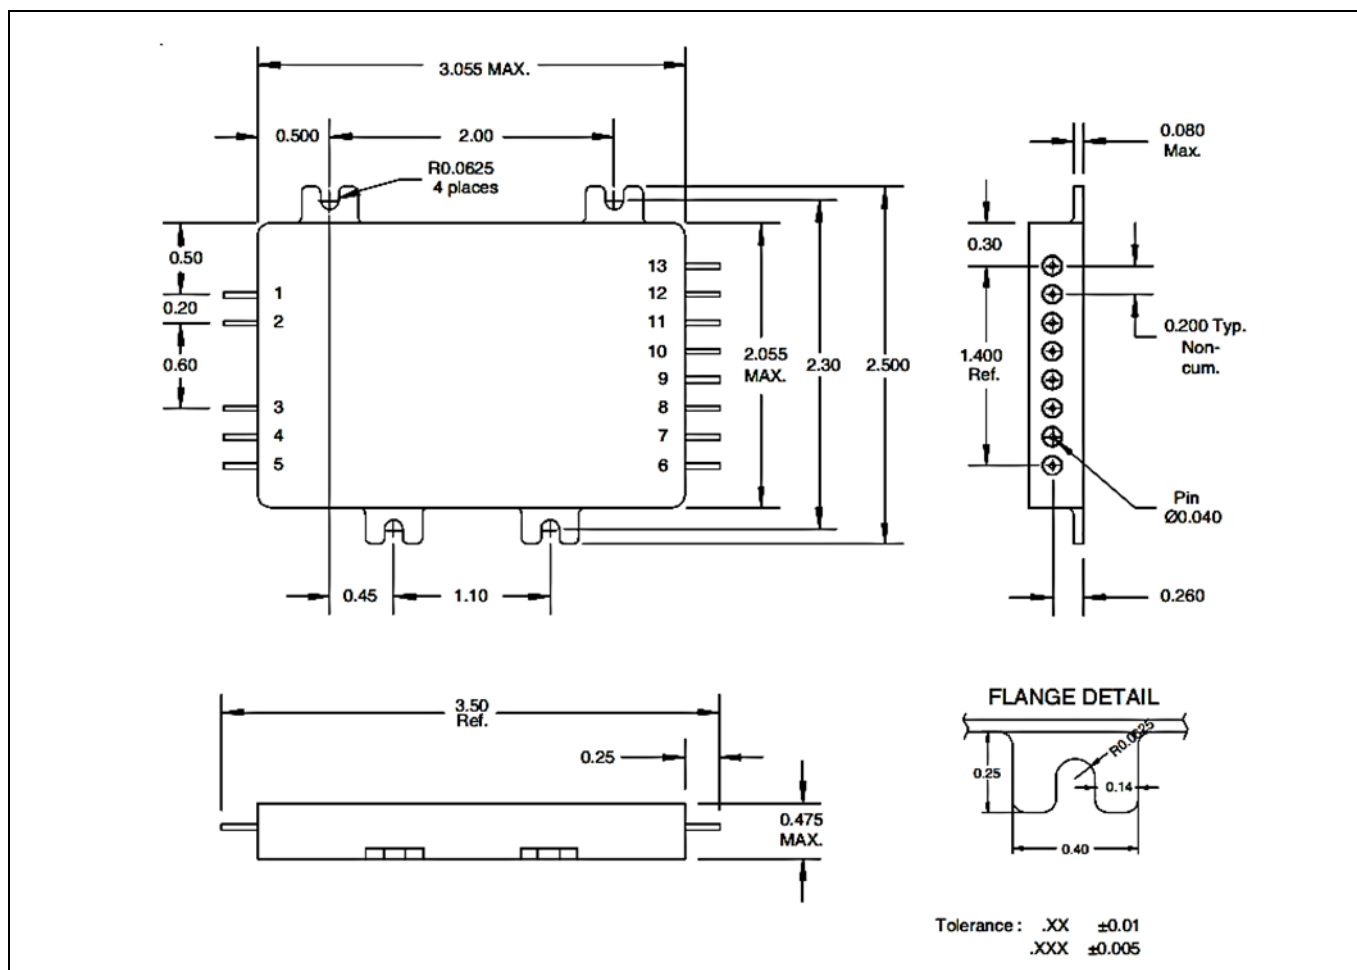 3.055 MAX.
0.500
2.00
R0.0625
4 places
0.50
0.20
0.60
1
2
3
4
5
13
12
11
10
9
8
7
6
2.055
MAX.
2.30
2.500
0.45
1.10
0.080
Max.
0.30
1.400
Ref.
0.200 Typ.
Non-
cum.
Pin
Ø0.040
0.260
3.50
Ref.
0.25
0.475
MAX.
FLANGE DETAIL
R0.0625
0.25
0.14
0.40
Tolerance : .XX ±0.01
.XXX ±0.005